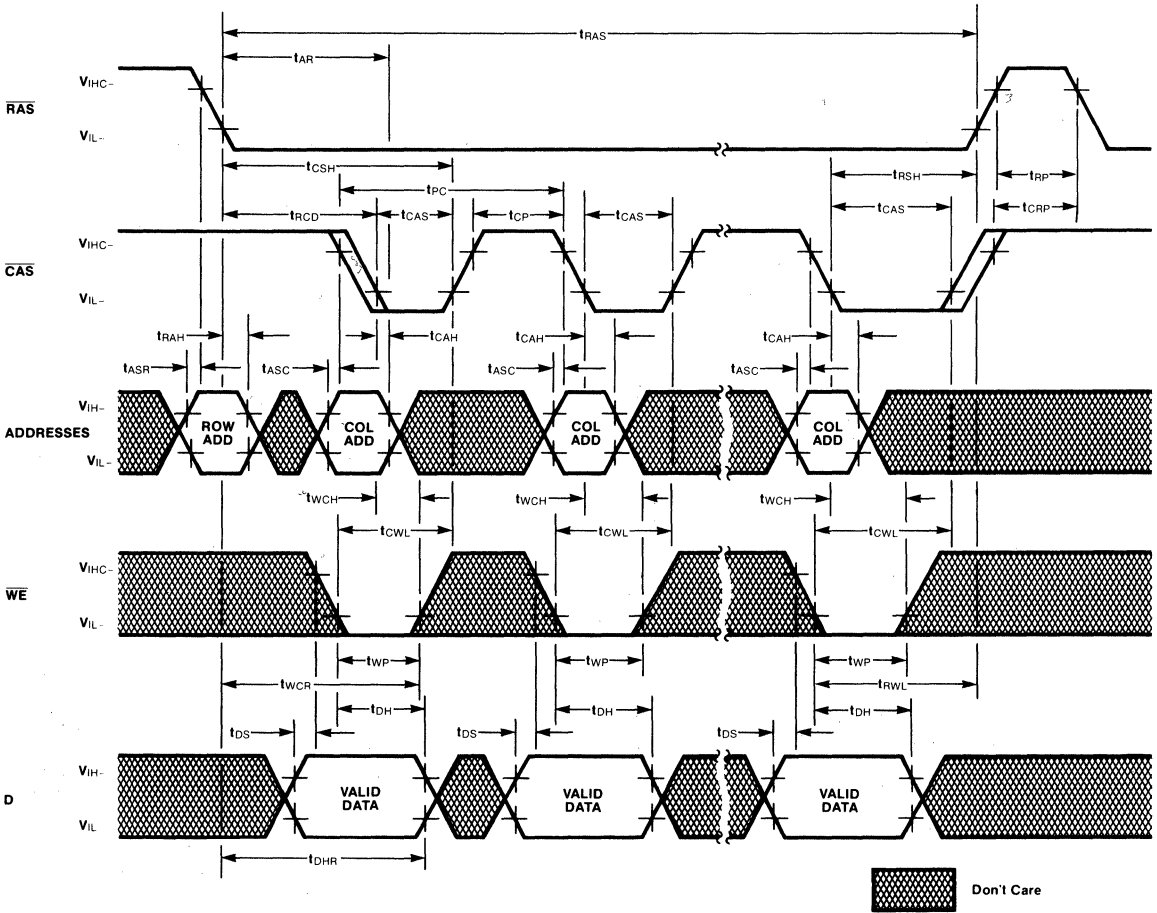 tRAS
tAR
VIHC-
RAS
VIL-
tCSH
tRSH
tRP
tPC
tRCD
tCAS
tCP
tCAS
tCAS
tCRP
VIHC-
CAS
VIL-
tRAH
tCAH
tCAH
tCAH
tASR
tASC
tASC
tASC
VIH-
ADDRESSES
VIL-
ROW ADD
COL ADD
COL ADD
COL ADD
tWCH
tWCH
tWCH
tCWL
tCWL
tCWL
VIHC-
WE
VIL-
tWP
tWP
tWP
tWCR
tRWL
tDH
tDH
tDH
tDS
tDS
tDS
VIH-
D
VIL
VALID DATA
VALID DATA
VALID DATA
tDHR
Don't Care